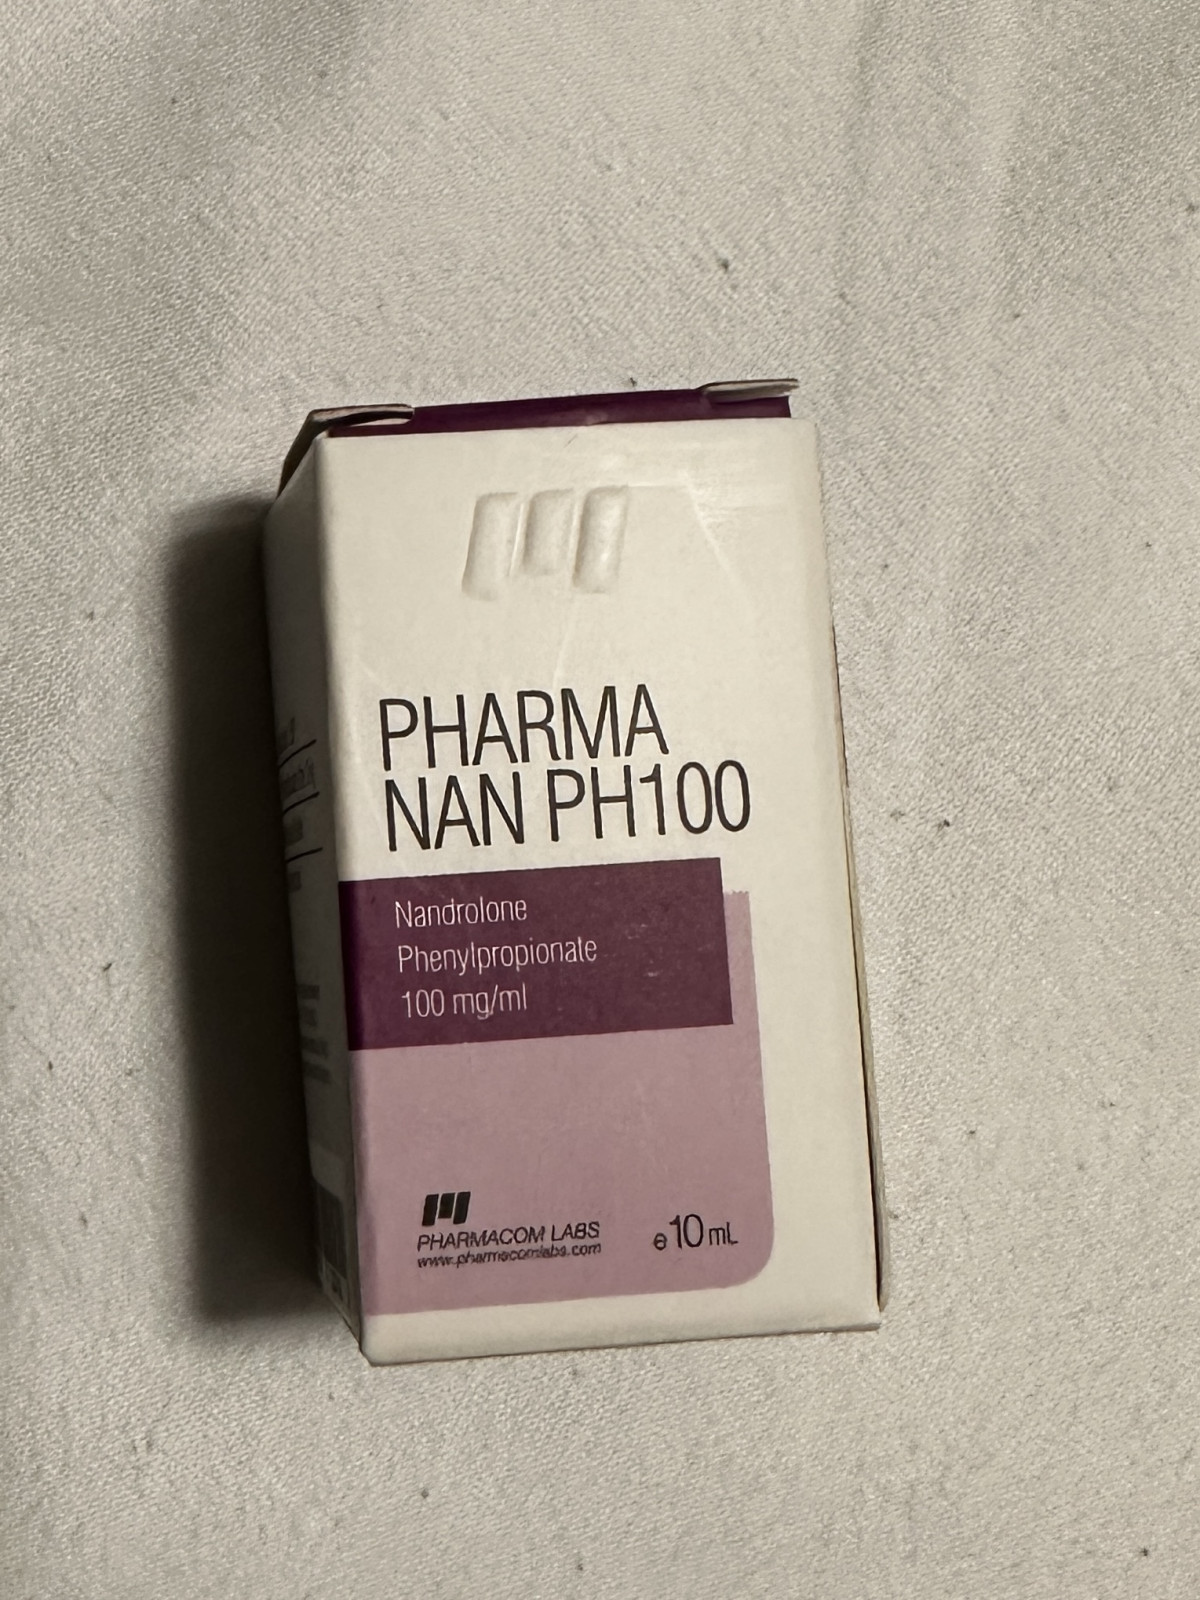 PHARMA
NAN PH100
Nandrolone
Phenylpropionate
100 mg/ml
PHARMACOM LABS
www.pharmacomlabs.com
e 10 mL